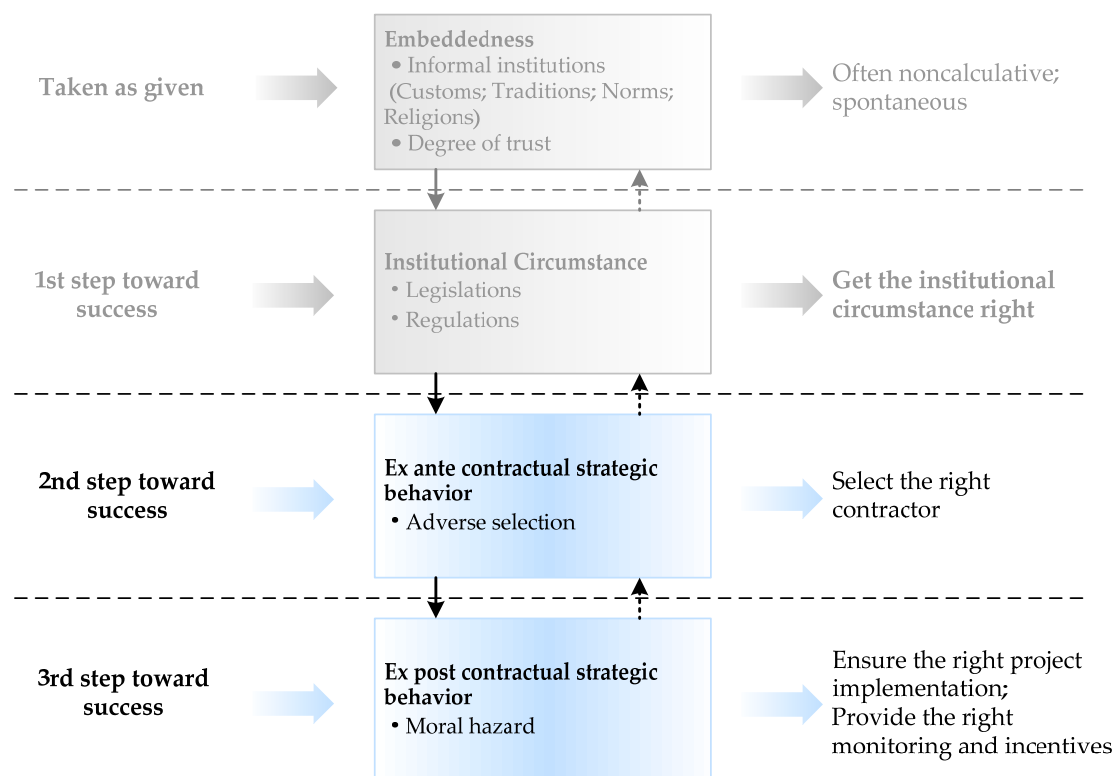 Taken as given
Embeddedness
• Informal institutions
(Customs; Traditions; Norms;
Religions)
• Degree of trust
Often noncalculative;
spontaneous
1st step toward
success
Institutional Circumstance
• Legislations
• Regulations
Get the institutional
circumstance right
2nd step toward
success
Ex ante contractual strategic
behavior
• Adverse selection
Select the right
contractor
3rd step toward
success
Ex post contractual strategic
behavior
• Moral hazard
Ensure the right project
implementation;
Provide the right
monitoring and incentives